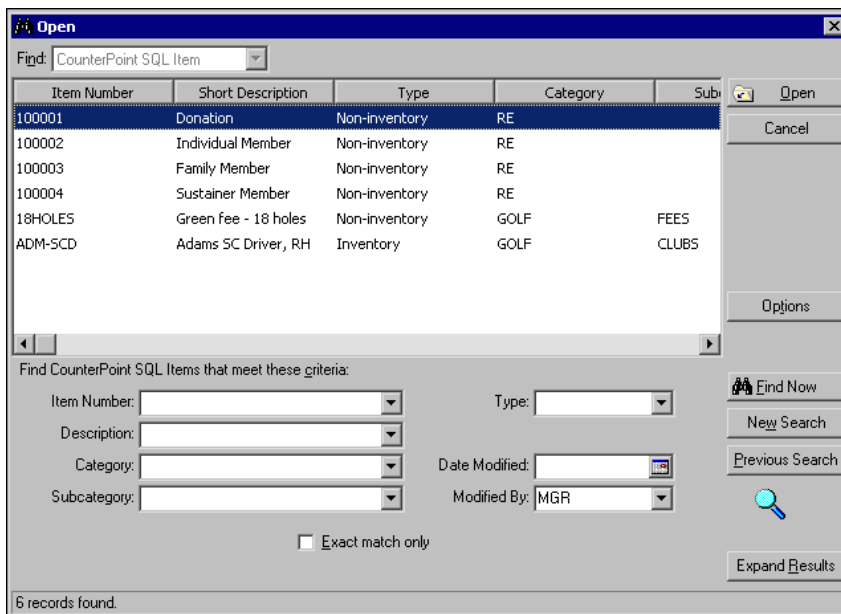 Open
Find: CounterPoint SQL Item
Item Number Short Description Type Category Sub
100001 Donation Non-inventory RE
100002 Individual Member Non-inventory RE
100003 Family Member Non-inventory RE
100004 Sustainer Member Non-inventory RE
18HOLES Green fee - 18 holes Non-inventory GOLF FEES
ADM-SCD Adams SC Driver, RH Inventory GOLF CLUBS
Open
Cancel
Options
Find CounterPoint SQL Items that meet these criteria:
Item Number: Type:
Description:
Category: Date Modified:
Subcategory: Modified By: MGR
Exact match only
Find Now
New Search
Previous Search
Expand Results
6 records found.